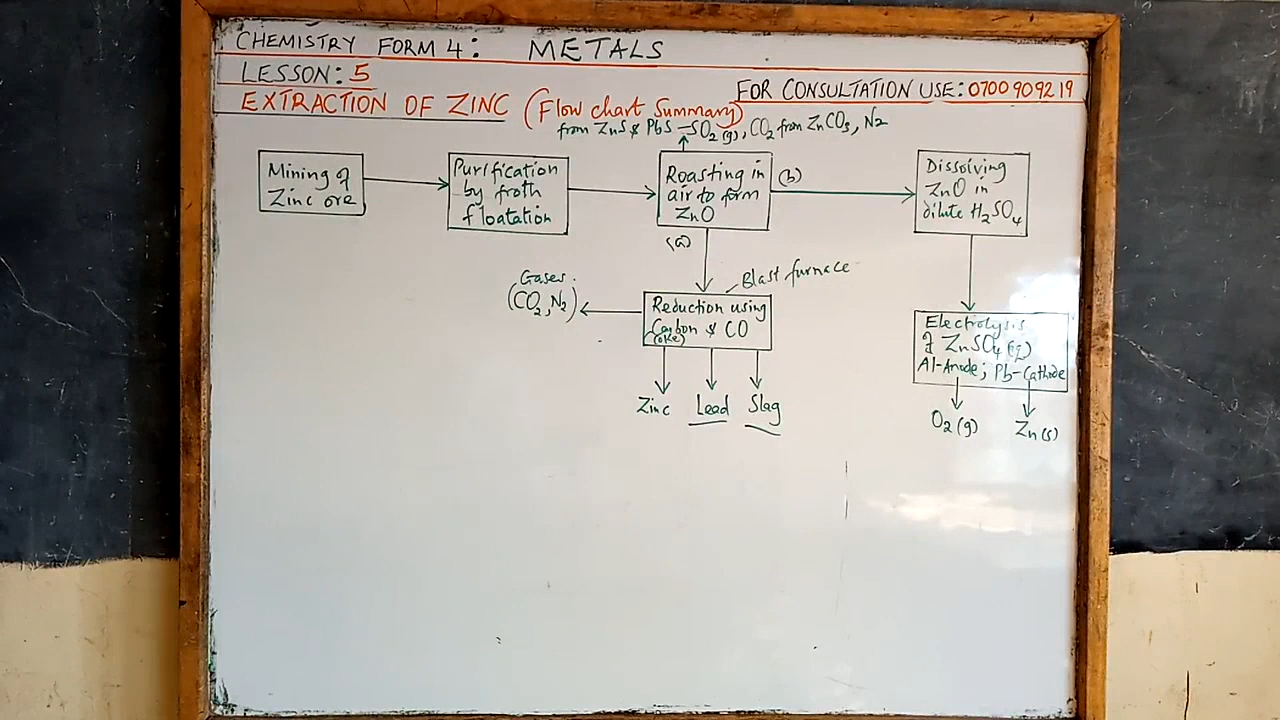 CHEMISTRY FORM 4: METALS
LESSON: 5
FOR CONSULTATION USE: 0700909219
EXTRACTION OF ZINC (Flow chart Summary)
from ZnS & PbS – SO2(g), CO2 from ZnCO3, N2
Mining of
Zinc ore
Purification
by froth
floatation
Roasting in
air to form
ZnO
(b)
Dissolving
ZnO in
dilute H2SO4
(a)
Blast furnace
Gases.
(CO2, N2)
Reduction using
Carbon & CO
(coke)
Electrolysis
of ZnSO4
Al-Anode; Pb-Cathode
Zinc Lead Slag
O2(g) Zn(s)